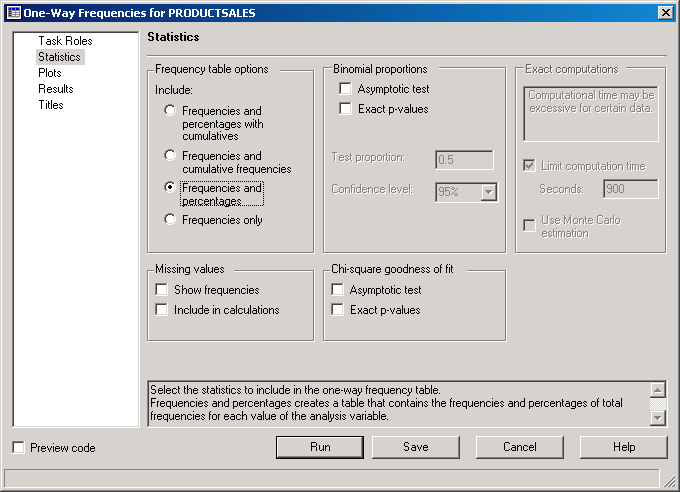 One-Way Frequencies for PRODUCTSALES
Task Roles
Statistics
Plots
Results
Titles
Statistics
Frequency table options
Include:
Frequencies and
percentages with
cumulatives
Frequencies and
cumulative frequencies
Frequencies and
percentages
Frequencies only
Binomial proportions
Asymptotic test
Exact p-values
Test proportion:
0.5
Confidence level:
95%
Exact computations
Computational time may be
excessive for certain data.
Limit computation time
Seconds:
900
Use Monte Carlo
estimation
Missing values
Show frequencies
Include in calculations
Chi-square goodness of fit
Asymptotic test
Exact p-values
Select the statistics to include in the one-way frequency table.
Frequencies and percentages creates a table that contains the frequencies and percentages of total
frequencies for each value of the analysis variable.
Preview code
Run
Save
Cancel
Help